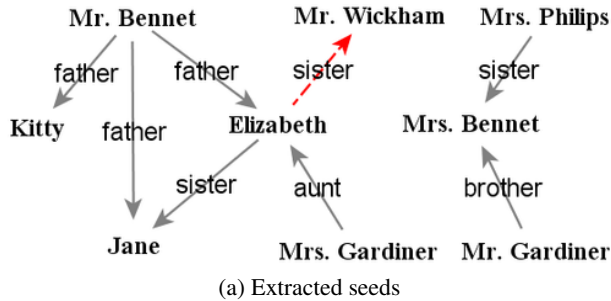 Mr. Bennet Mr. Wickham Mrs. Philips
father father sister sister
Kitty father Elizabeth Mrs. Bennet
sister aunt brother
Jane Mrs. Gardiner Mr. Gardiner
(a) Extracted seeds